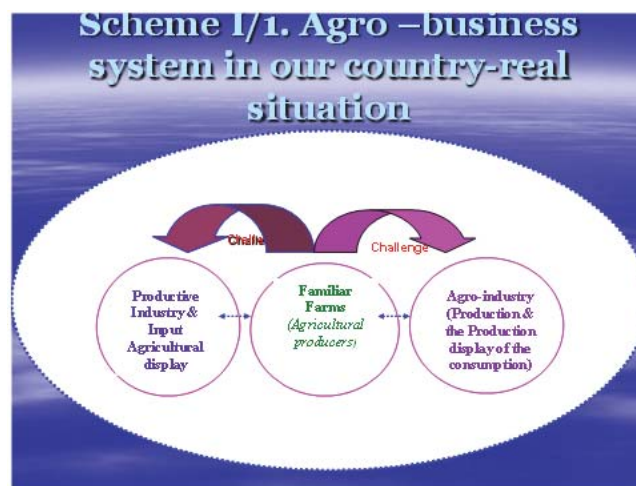 Scheme I/1. Agro –business
system in our country-real
situation
Challe
Challenge
Productive
Industry &
Input
Agricultural
display
Familiar
Farms
(Agricultural
producers)
Agro-industry
(Production &
the Production
display of the
consumption)